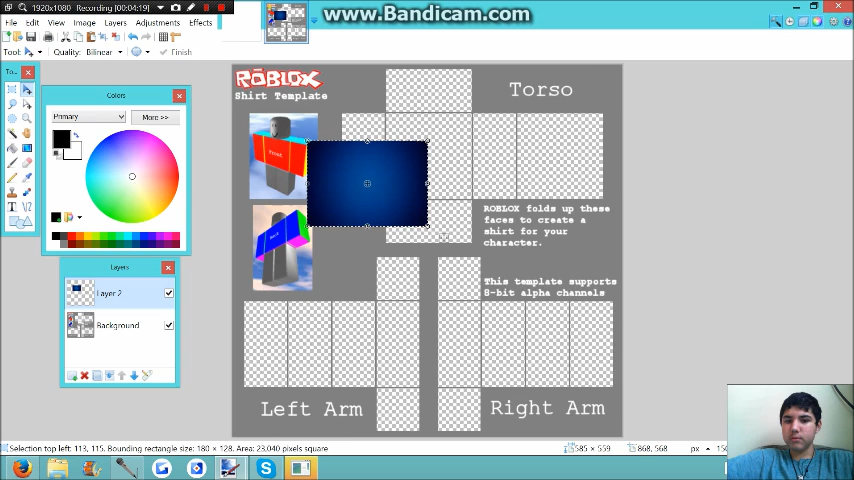 1920x1080 Recording [00:04:19]
www.Bandicam.com
File Edit View Image Layers Adjustments Effects
Tool: Quality: Bilinear Finish
To...
Colors
Primary More >>
Layers
Layer 2
Background
ROBLOX
Shirt Template
Torso
Front
Back
ROBLOX folds up these
faces to create a
shirt for your
character.
This template supports
8-bit alpha channels
Left Arm
Right Arm
Selection top left: 113, 115. Bounding rectangle size: 180 × 128. Area: 23,040 pixels square
585 × 559
868, 568
px